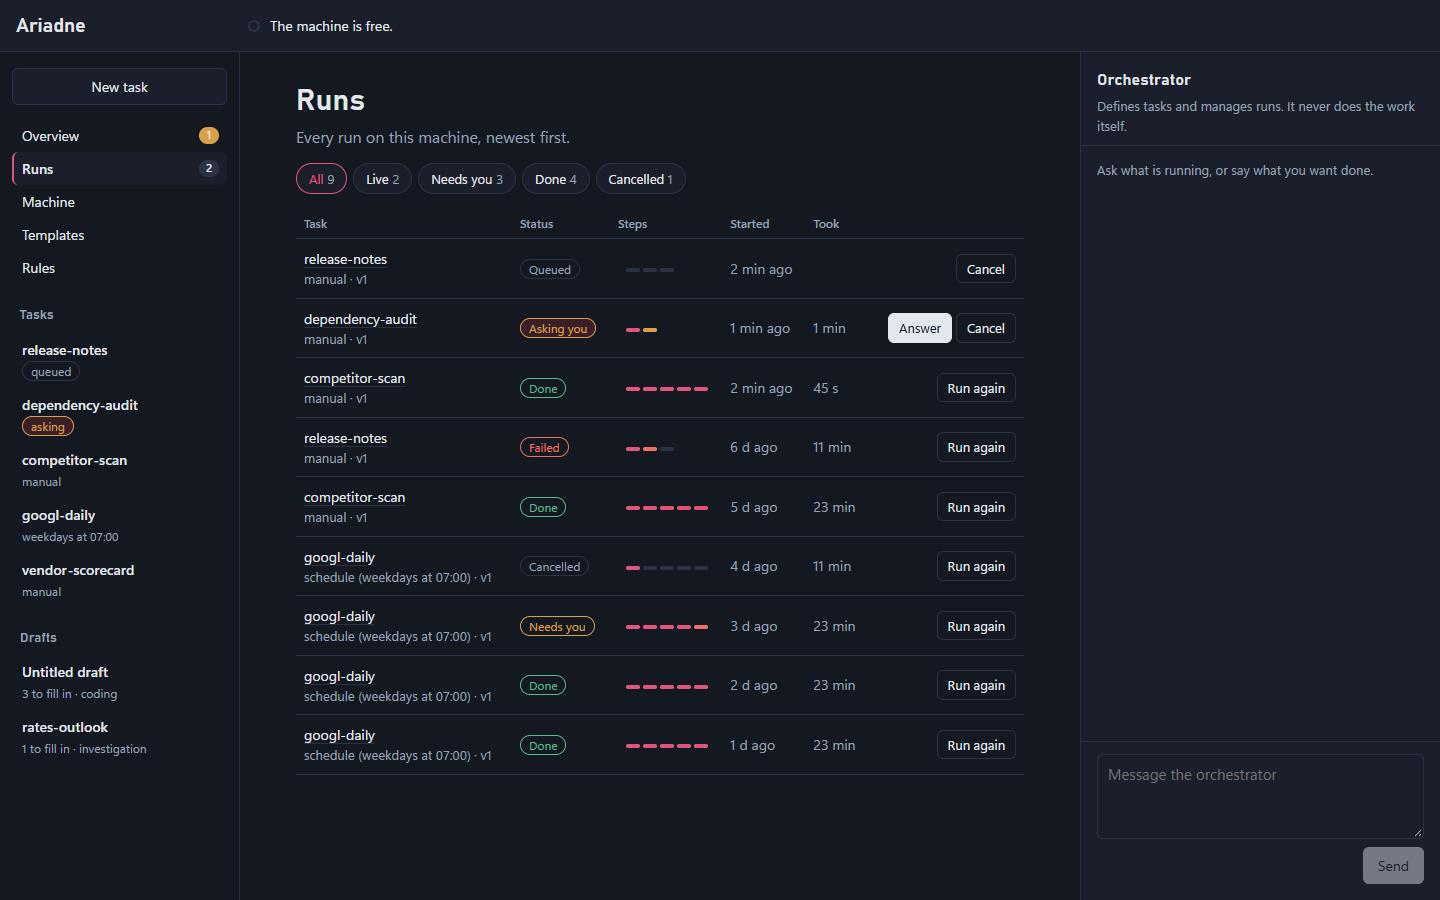 Ariadne
The machine is free.
New task
Overview 1
Runs 2
Machine
Templates
Rules
Tasks
release-notes
queued
dependency-audit
asking
competitor-scan
manual
googl-daily
weekdays at 07:00
vendor-scorecard
manual
Drafts
Untitled draft
3 to fill in · coding
rates-outlook
1 to fill in · investigation
Runs
Every run on this machine, newest first.
All 9 Live 2 Needs you 3 Done 4 Cancelled 1
Task Status Steps Started Took
release-notes
manual · v1
Queued 2 min ago Cancel
dependency-audit
manual · v1
Asking you 1 min ago 1 min Answer Cancel
competitor-scan
manual · v1
Done 2 min ago 45 s Run again
release-notes
manual · v1
Failed 6 d ago 11 min Run again
competitor-scan
manual · v1
Done 5 d ago 23 min Run again
googl-daily
schedule (weekdays at 07:00) · v1
Cancelled 4 d ago 11 min Run again
googl-daily
schedule (weekdays at 07:00) · v1
Needs you 3 d ago 23 min Run again
googl-daily
schedule (weekdays at 07:00) · v1
Done 2 d ago 23 min Run again
googl-daily
schedule (weekdays at 07:00) · v1
Done 1 d ago 23 min Run again
Orchestrator
Defines tasks and manages runs. It never does the work
itself.
Ask what is running, or say what you want done.
Message the orchestrator
Send